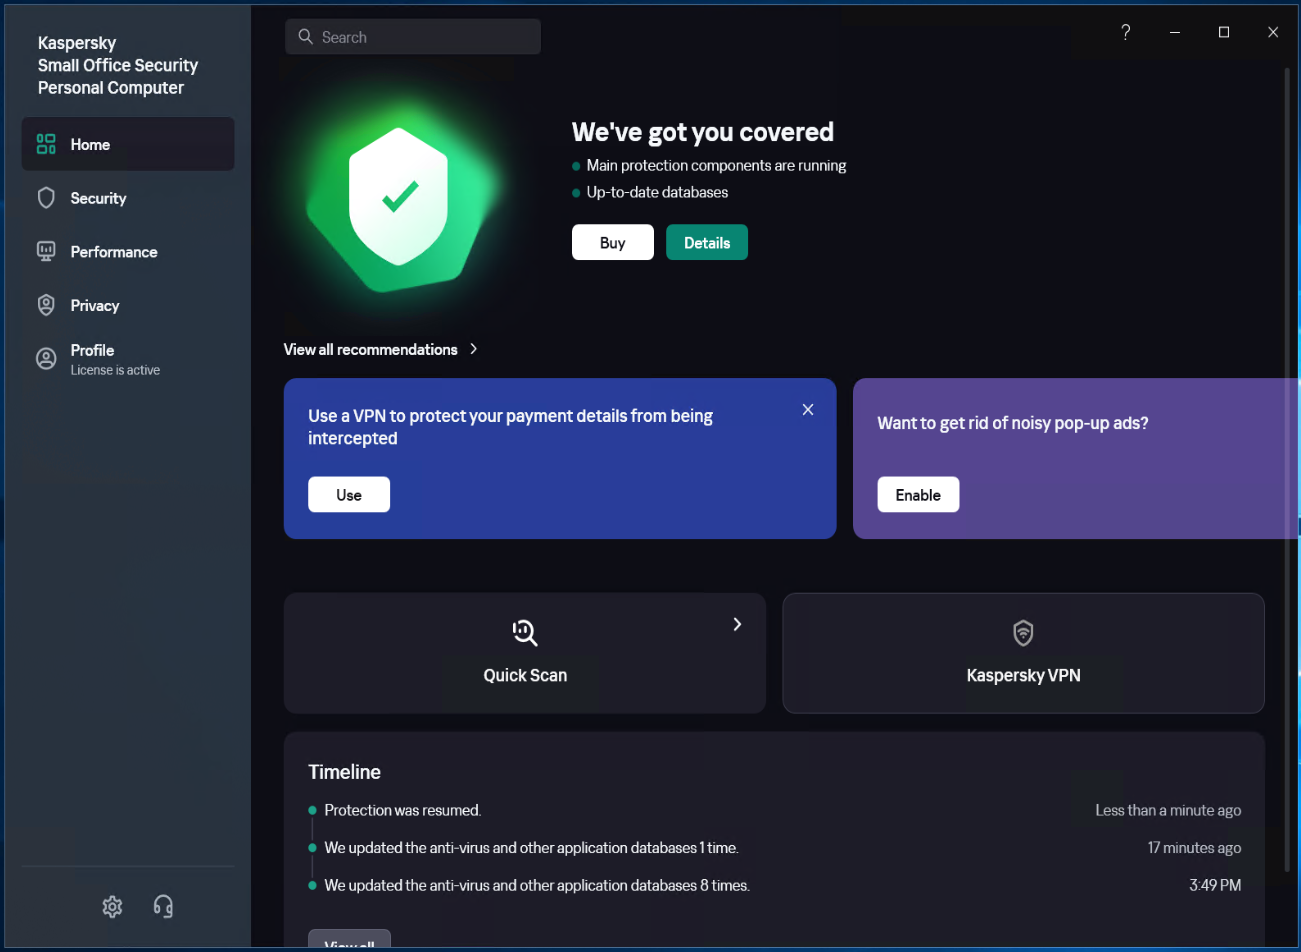 Kaspersky
Small Office Security
Personal Computer
Home
Security
Performance
Privacy
Profile
License is active
Search
?
We've got you covered
Main protection components are running
Up-to-date databases
Buy
Details
View all recommendations
Use a VPN to protect your payment details from being
intercepted
Use
Want to get rid of noisy pop-up ads?
Enable
Quick Scan
Kaspersky VPN
Timeline
Protection was resumed. Less than a minute ago
We updated the anti-virus and other application databases 1 time. 17 minutes ago
We updated the anti-virus and other application databases 8 times. 3:49 PM
View all